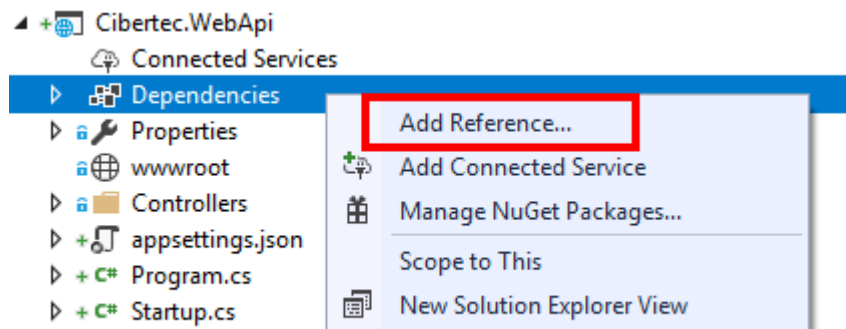 Cibertec.WebApi
Connected Services
Dependencies
Add Reference...
Properties
wwwroot
Add Connected Service
Controllers
Manage NuGet Packages...
appsettings.json
Scope to This
C# Program.cs
C# Startup.cs
New Solution Explorer View